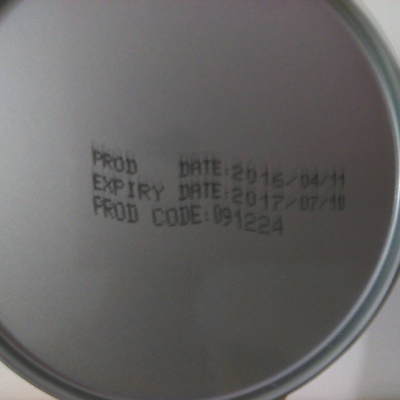 PROD DATE:2016/04/11
EXPIRY DATE:2017/07/10
PROD CODE:091224